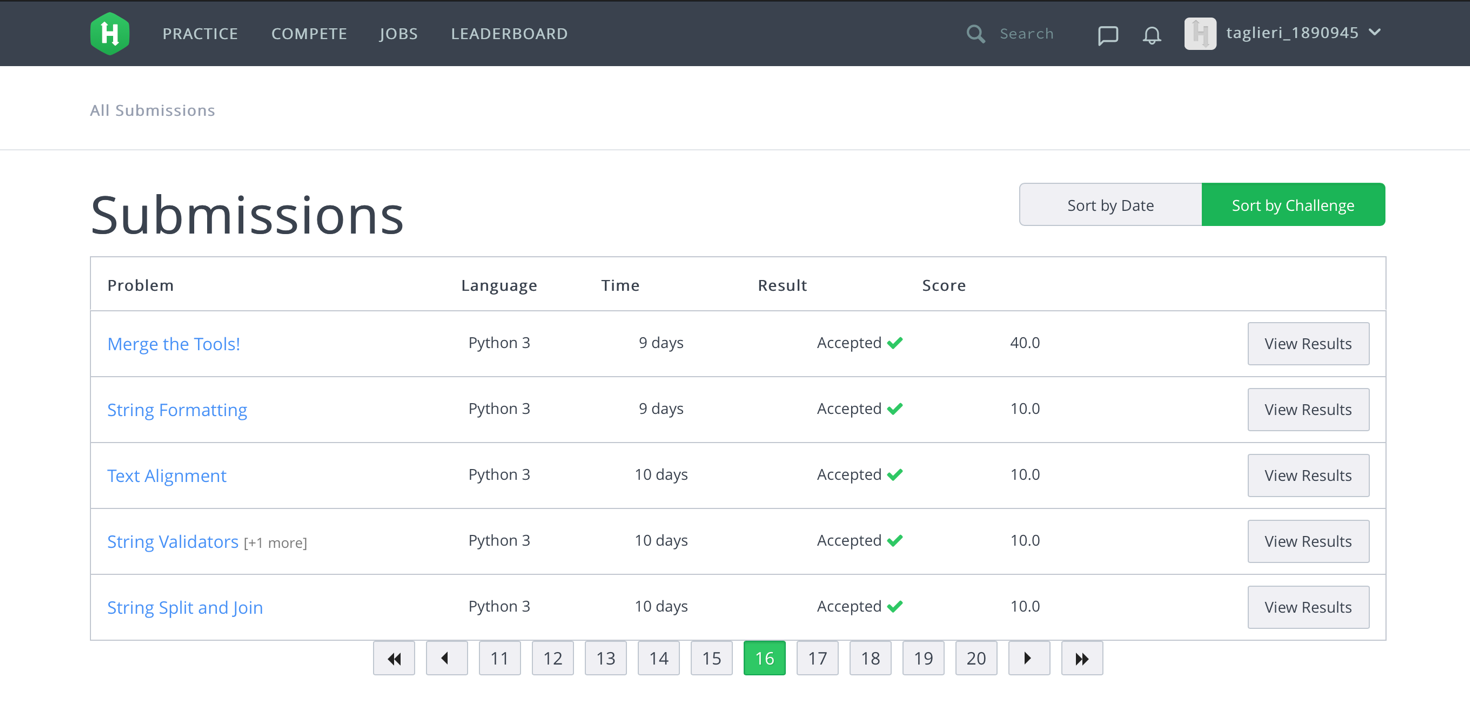 H PRACTICE COMPETE JOBS LEADERBOARD Search H taglieri_1890945
All Submissions
Submissions
Sort by Date Sort by Challenge
Problem Language Time Result Score
Merge the Tools! Python 3 9 days Accepted 40.0 View Results
String Formatting Python 3 9 days Accepted 10.0 View Results
Text Alignment Python 3 10 days Accepted 10.0 View Results
String Validators [+1 more] Python 3 10 days Accepted 10.0 View Results
String Split and Join Python 3 10 days Accepted 10.0 View Results
11 12 13 14 15 16 17 18 19 20